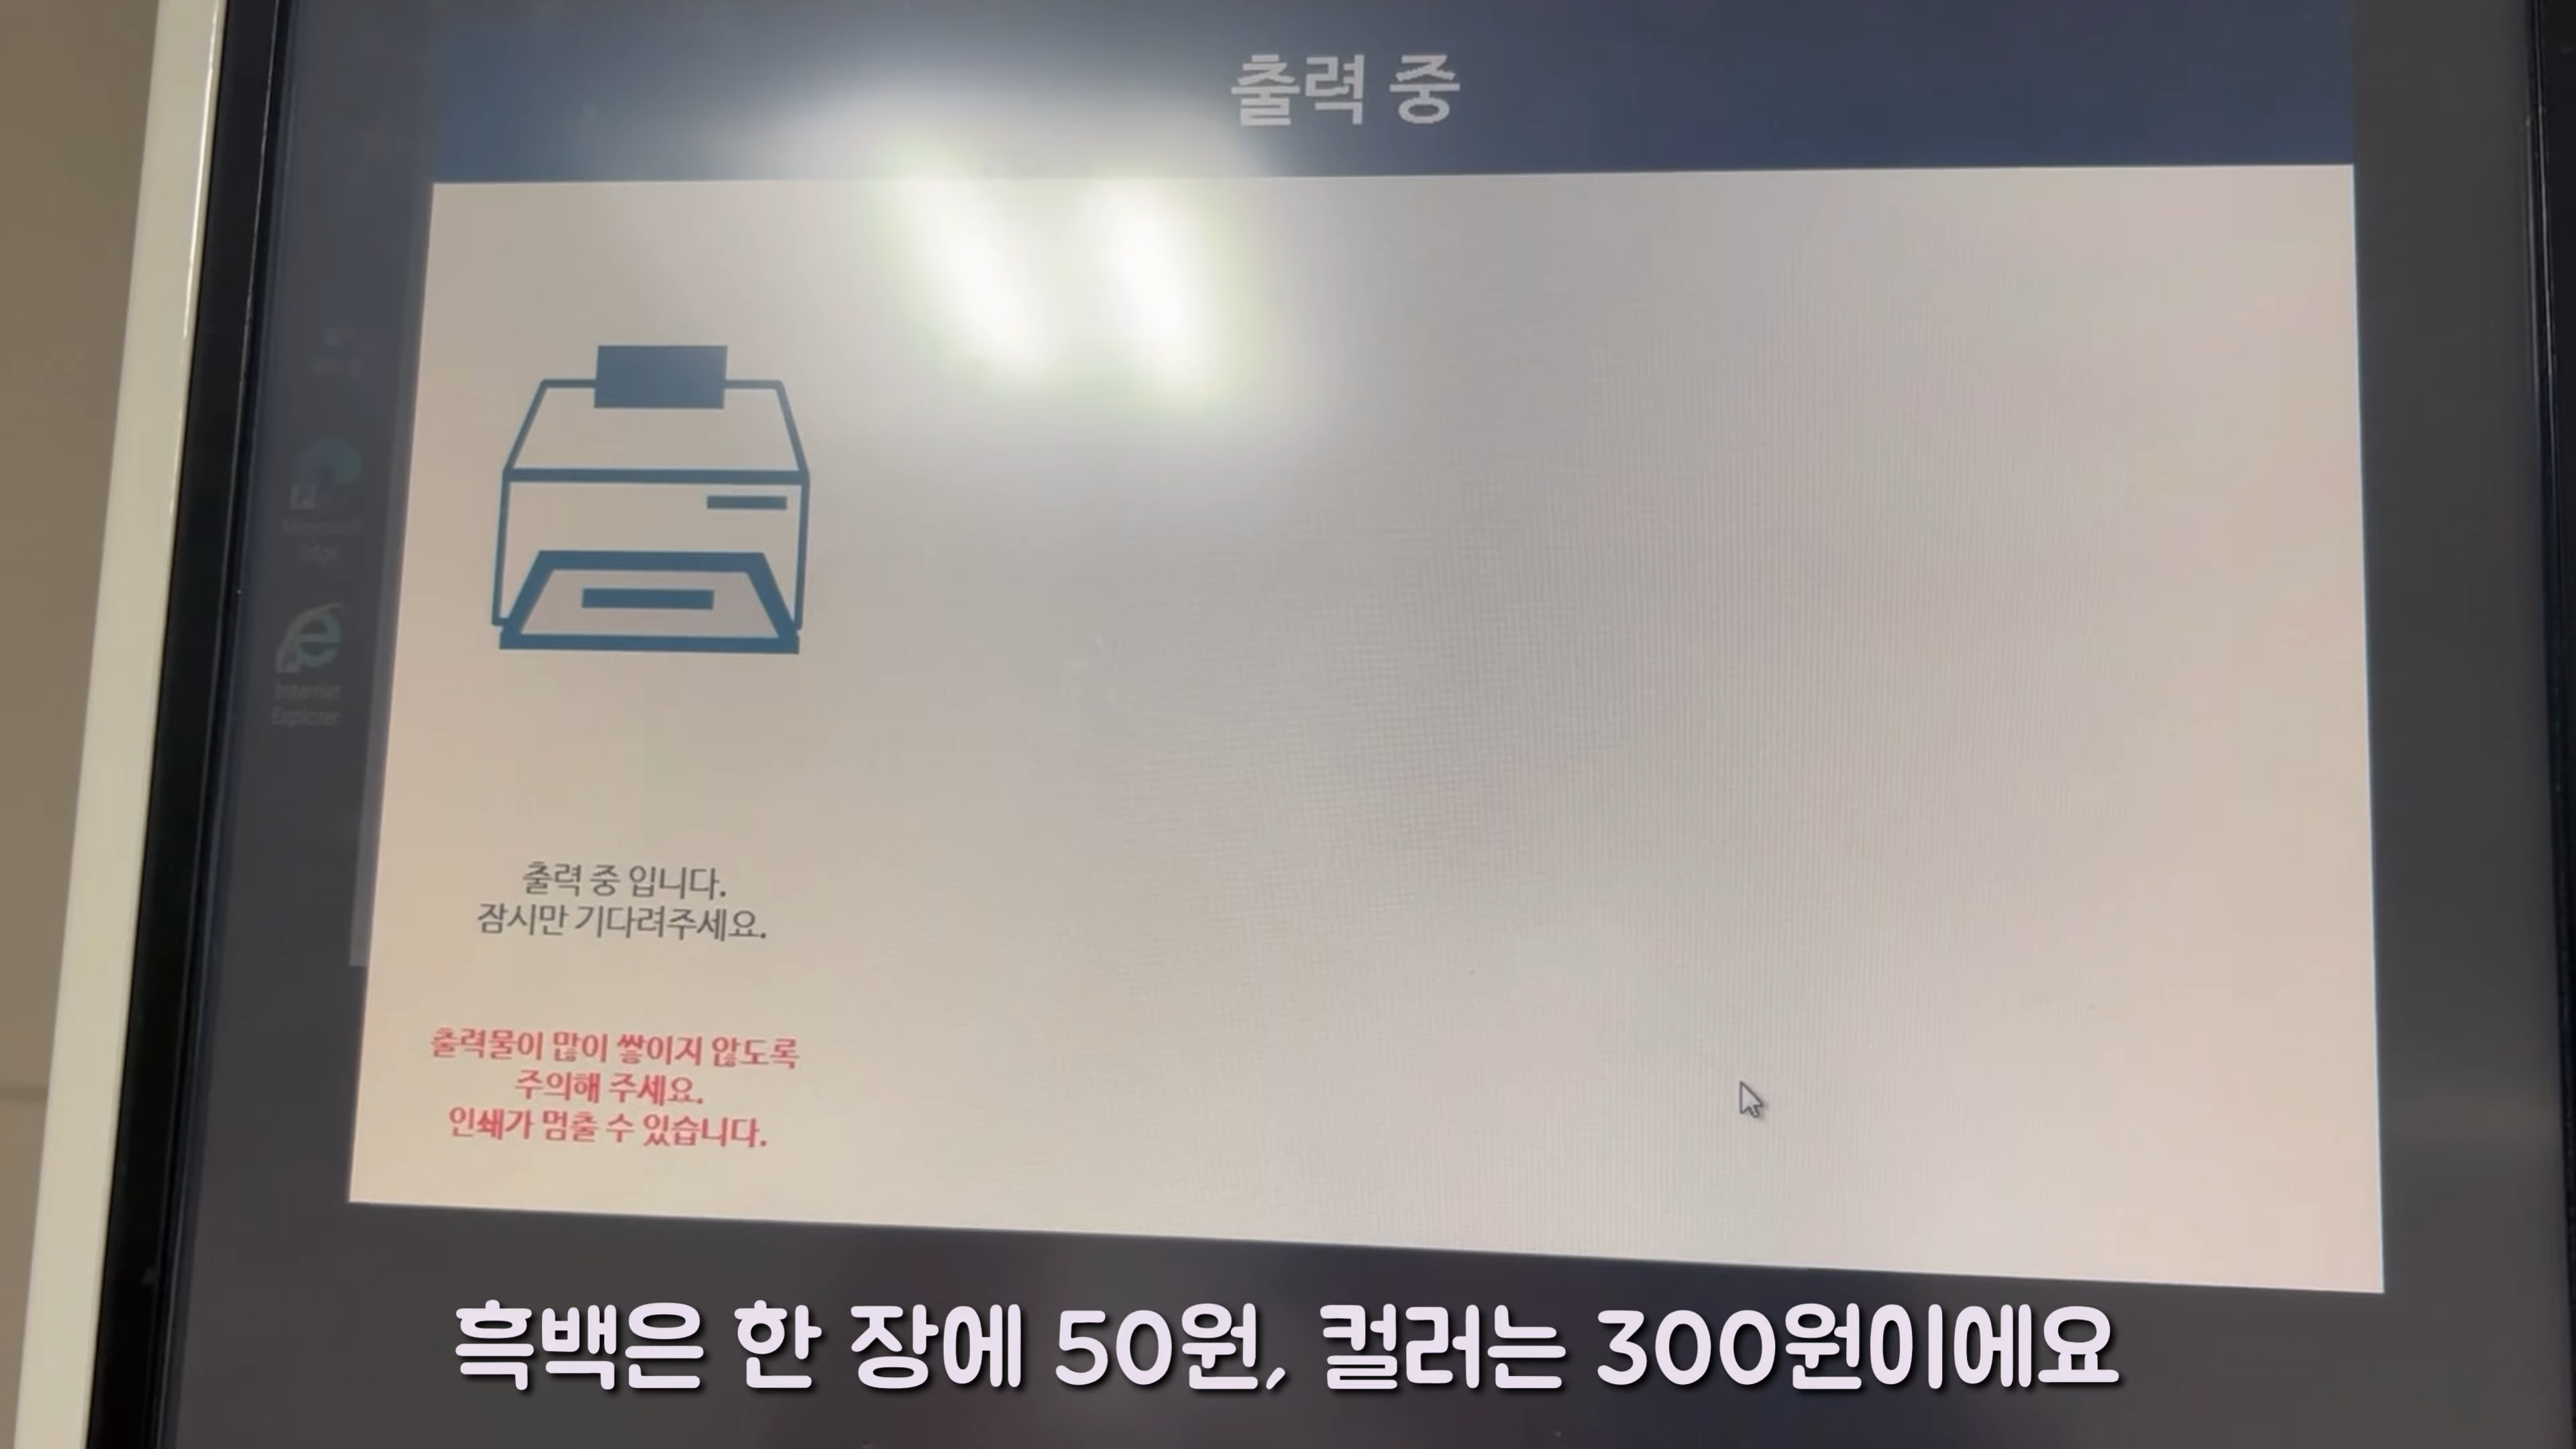 출력 중
Edge
Internet
Explorer
출력 중 입니다.
잠시만 기다려주세요.
출력물이 많이 쌓이지 않도록
주의해 주세요.
인쇄가 멈출 수 있습니다.
흑백은 한 장에 50원, 컬러는 300원이에요